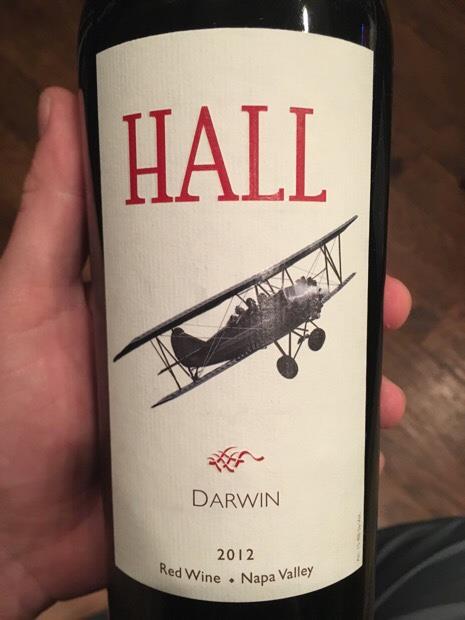 HALL
DARWIN
2012
Red Wine • Napa Valley